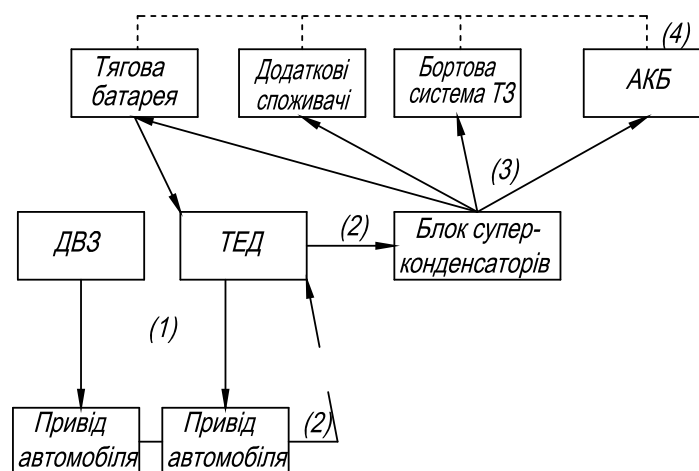 (4)
Тягова
батарея
Додаткові
споживачі
Бортова
система ТЗ
АКБ
(3)
ДВЗ
ТЕД
(2)
Блок супер-
конденсаторів
(1)
Привід
автомобіля
Привід
автомобіля
(2)